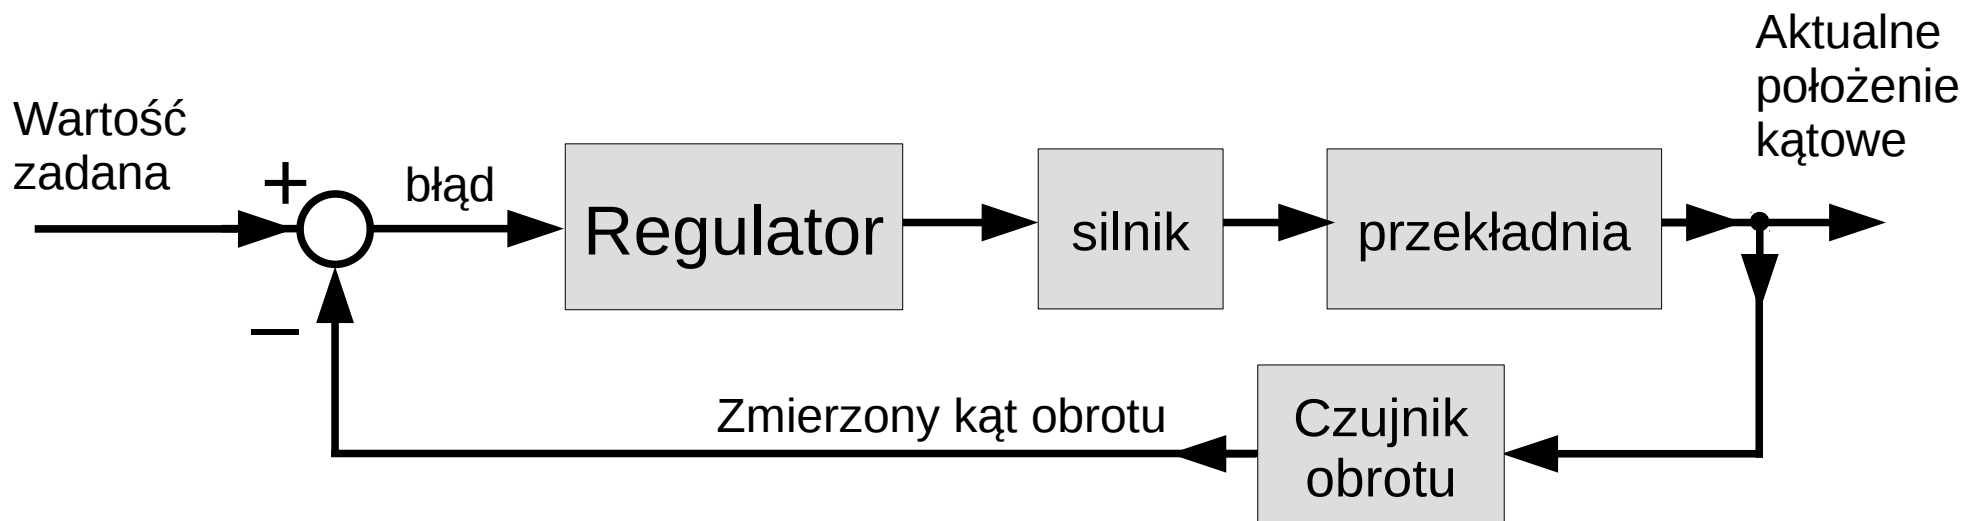 Aktualne
położenie
kątowe
Wartość
zadana
+
błąd
Regulator
silnik
przekładnia
–
Zmierzony kąt obrotu
Czujnik
obrotu